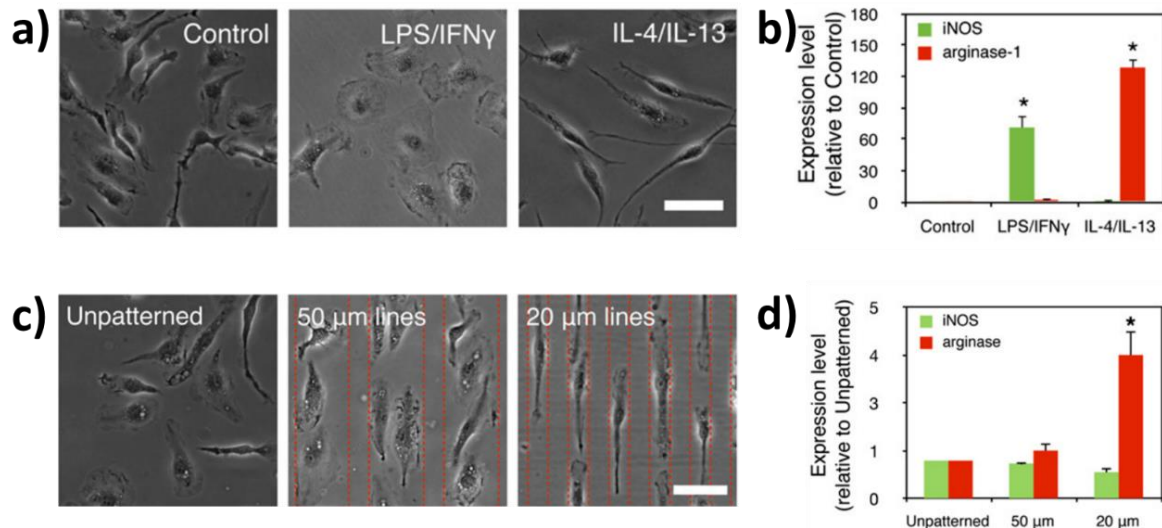 a)
Control
LPS/IFNγ
IL-4/IL-13
b)
Expression level
(relative to Control)
180
150
120
90
60
30
0
iNOS
arginase-1
*
*
Control
LPS/IFNγ
IL-4/IL-13
c)
Unpatterned
50 μm lines
20 μm lines
d)
Expression level
(relative to Unpatterned)
5
4
3
1
0
iNOS
arginase
*
Unpatterned
50 μm
20 μm